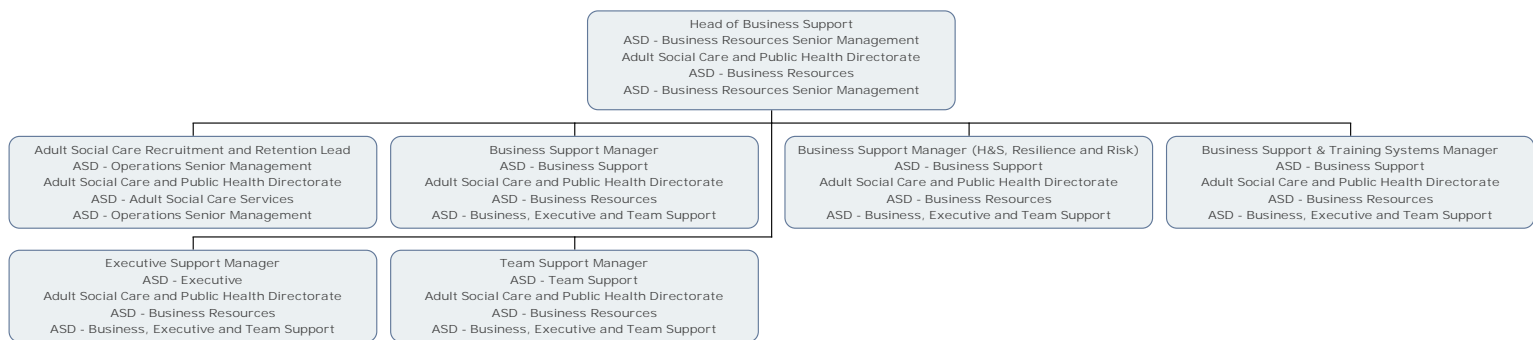 Head of Business Support
ASD - Business Resources Senior Management
Adult Social Care and Public Health Directorate
ASD - Business Resources
ASD - Business Resources Senior Management
Adult Social Care Recruitment and Retention Lead
ASD - Operations Senior Management
Adult Social Care and Public Health Directorate
ASD - Adult Social Care Services
ASD - Operations Senior Management
Business Support Manager
ASD - Business Support
Adult Social Care and Public Health Directorate
ASD - Business Resources
ASD - Business, Executive and Team Support
Business Support Manager (H&S, Resilience and Risk)
ASD - Business Support
Adult Social Care and Public Health Directorate
ASD - Business Resources
ASD - Business, Executive and Team Support
Business Support & Training Systems Manager
ASD - Business Support
Adult Social Care and Public Health Directorate
ASD - Business Resources
ASD - Business, Executive and Team Support
Executive Support Manager
ASD - Executive
Adult Social Care and Public Health Directorate
ASD - Business Resources
ASD - Business, Executive and Team Support
Team Support Manager
ASD - Team Support
Adult Social Care and Public Health Directorate
ASD - Business Resources
ASD - Business, Executive and Team Support